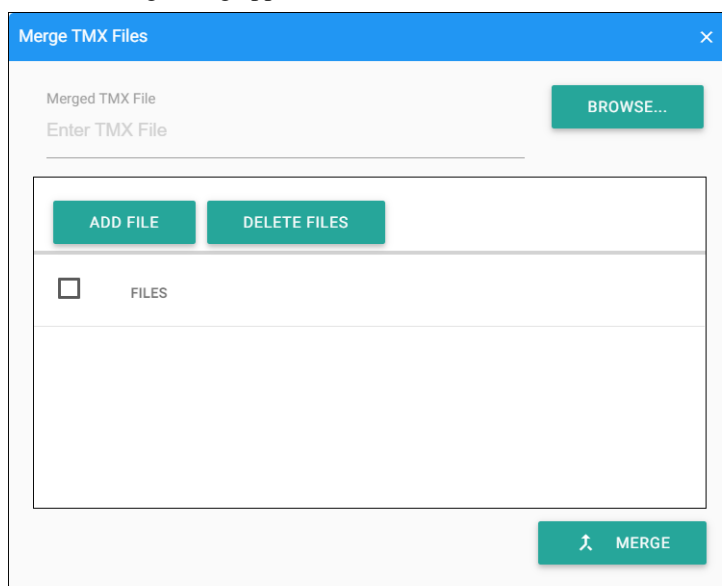 Merge TMX Files
Merged TMX File
Enter TMX File
BROWSE...
ADD FILE
DELETE FILES
FILES
MERGE